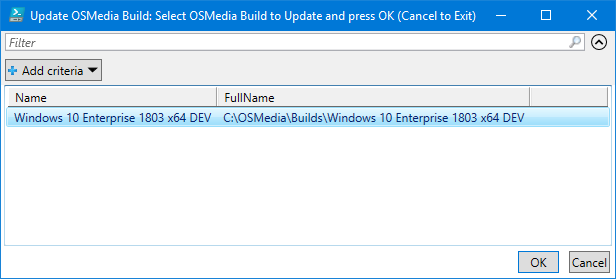 Update OSMedia Build: Select OSMedia Build to Update and press OK (Cancel to Exit)
Filter
Add criteria
Name FullName
Windows 10 Enterprise 1803 x64 DEV C:\OSMedia\Builds\Windows 10 Enterprise 1803 x64 DEV
OK Cancel